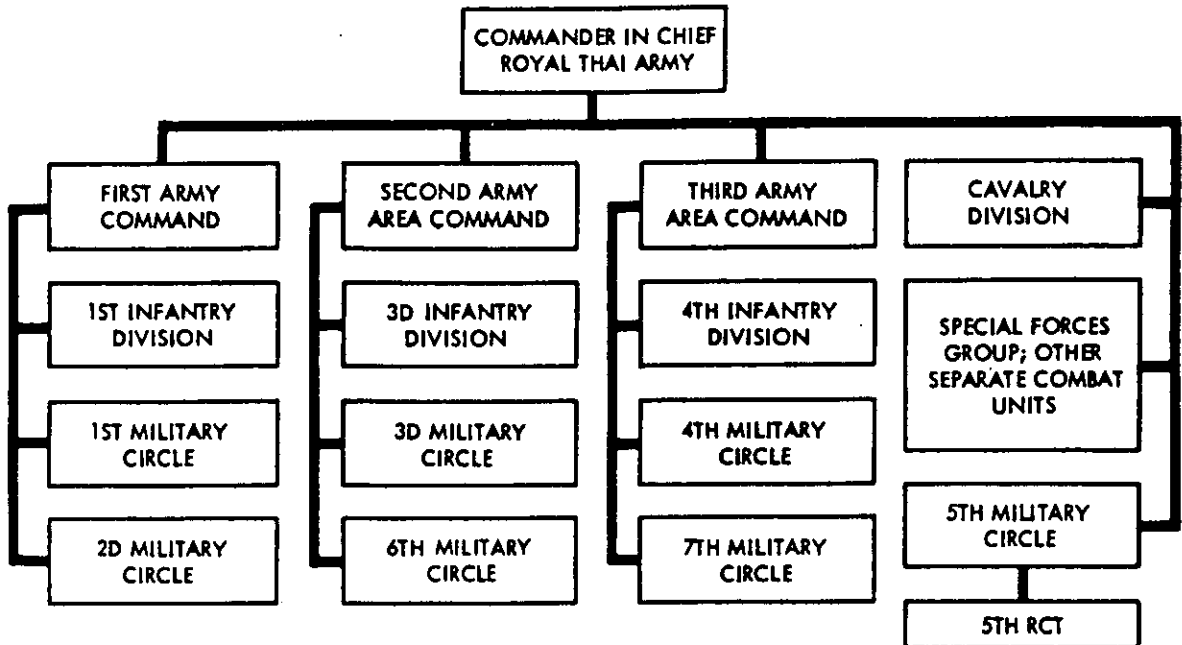 COMMANDER IN CHIEF
ROYAL THAI ARMY
FIRST ARMY
COMMAND
1ST INFANTRY
DIVISION
1ST MILITARY
CIRCLE
2D MILITARY
CIRCLE
SECOND ARMY
AREA COMMAND
3D INFANTRY
DIVISION
3D MILITARY
CIRCLE
6TH MILITARY
CIRCLE
THIRD ARMY
AREA COMMAND
4TH INFANTRY
DIVISION
4TH MILITARY
CIRCLE
7TH MILITARY
CIRCLE
CAVALRY
DIVISION
SPECIAL FORCES
GROUP; OTHER
SEPARATE COMBAT
UNITS
5TH MILITARY
CIRCLE
5TH RCT